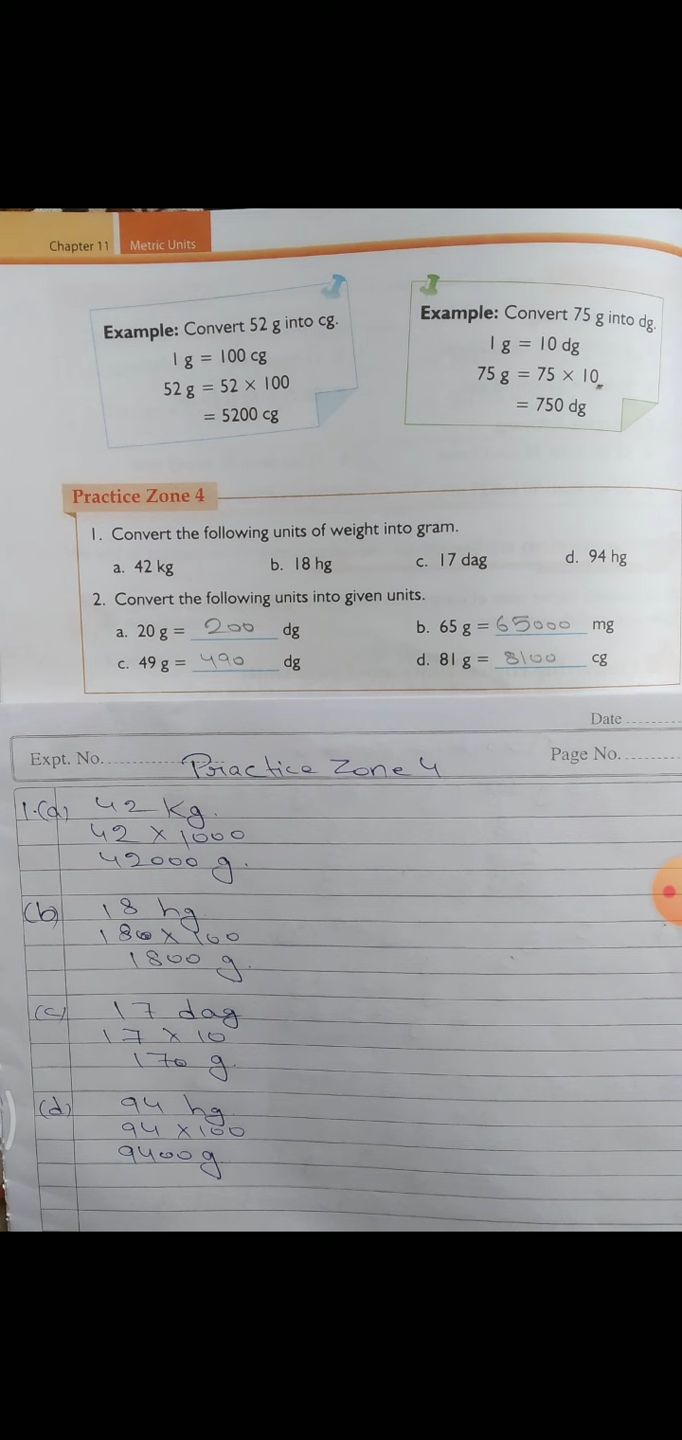 Chapter 11 Metric Units
Example: Convert 52 g into cg.
1 g = 100 cg
52 g = 52 × 100
= 5200 cg
Example: Convert 75 g into dg.
1 g = 10 dg
75 g = 75 × 10
= 750 dg
Practice Zone 4
1. Convert the following units of weight into gram.
a. 42 kg b. 18 hg c. 17 dag d. 94 hg
2. Convert the following units into given units.
a. 20 g = 200 dg b. 65 g = 65000 mg
c. 49 g = 490 dg d. 81 g = 8100 cg
Date
Expt. No. Practice Zone 4 Page No.
1.(a) 42 Kg.
42 × 1000
42000 g.
(b) 18 hg
180 × 100
1800 g.
(c) 17 dag
17 × 10
170 g.
(d) 94 hg
94 × 100
9400 g